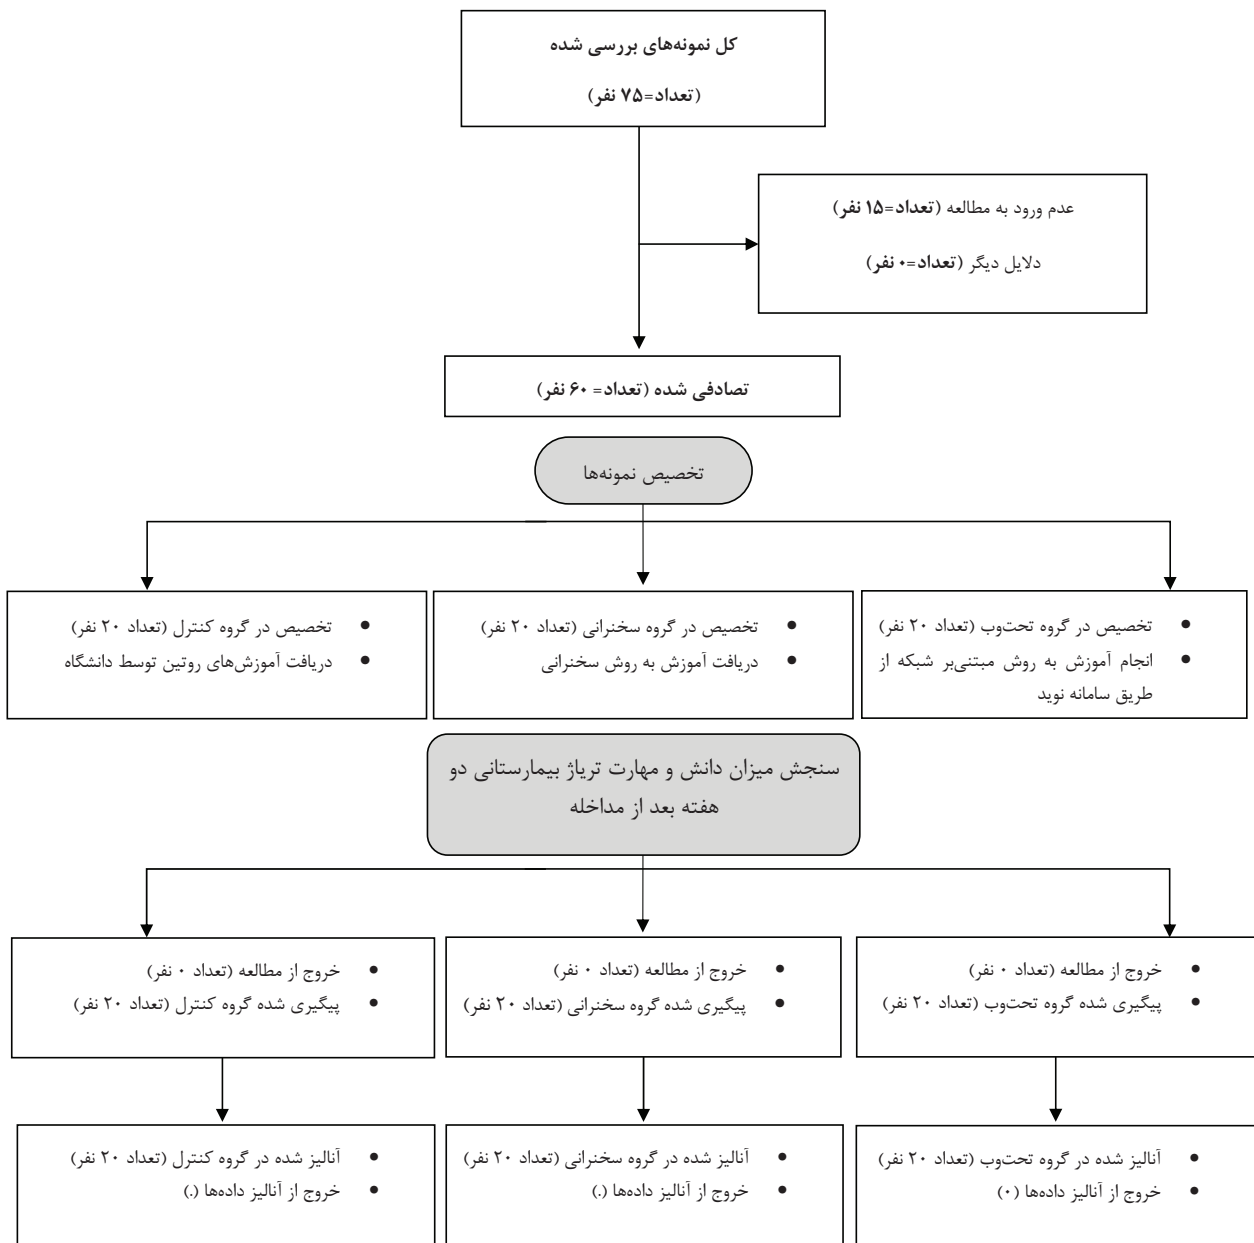 کل نمونه‌های بررسی شده
(تعداد=۷۵ نفر)
عدم ورود به مطالعه (تعداد=۱۵ نفر)
دلایل دیگر (تعداد=۰ نفر)
تصادفی شده (تعداد= ۶۰ نفر)
تخصیص نمونه‌ها
• تخصیص در گروه تحت‌وب (تعداد ۲۰ نفر)
• انجام آموزش به روش مبتنی‌بر شبکه از
طریق سامانه نوید
• تخصیص در گروه سخنرانی (تعداد ۲۰ نفر)
• دریافت آموزش به روش سخنرانی
• تخصیص در گروه کنترل (تعداد ۲۰ نفر)
• دریافت آموزش‌های روتین توسط دانشگاه
سنجش میزان دانش و مهارت تریاژ بیمارستانی دو
هفته بعد از مداخله
• خروج از مطالعه (تعداد ۰ نفر)
• پیگیری شده گروه تحت‌وب (تعداد ۲۰ نفر)
• خروج از مطالعه (تعداد ۰ نفر)
• پیگیری شده گروه سخنرانی (تعداد ۲۰ نفر)
• خروج از مطالعه (تعداد ۰ نفر)
• پیگیری شده گروه کنترل (تعداد ۲۰ نفر)
• آنالیز شده در گروه تحت‌وب (تعداد ۲۰ نفر)
• خروج از آنالیز داده‌ها (۰)
• آنالیز شده در گروه سخنرانی (تعداد ۲۰ نفر)
• خروج از آنالیز داده‌ها (.)
• آنالیز شده در گروه کنترل (تعداد ۲۰ نفر)
• خروج از آنالیز داده‌ها (.)